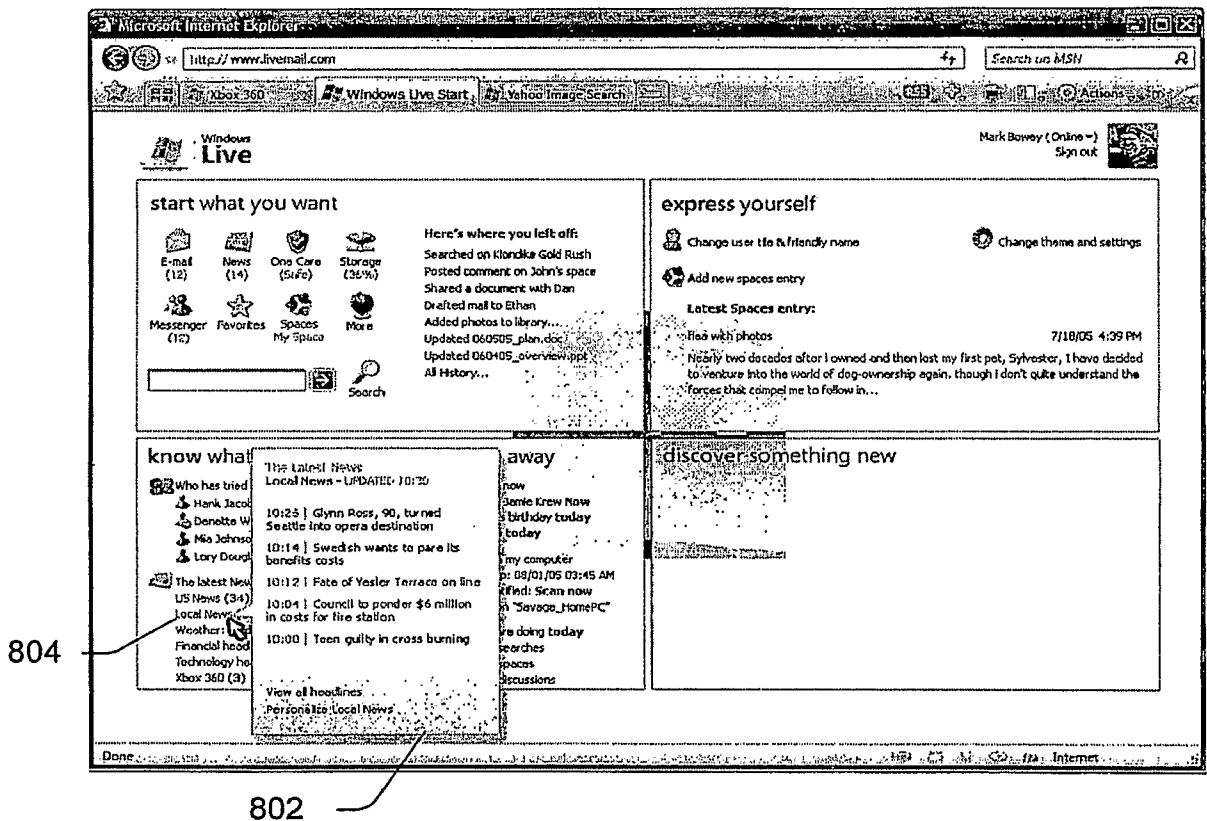 Microsoft Internet Explorer
http://www.livemail.com
Search on MSN
Xbox 360
Windows Live Start
Yahoo Image Search
Actions
Windows
Live
Mark Bowey (Online)
Sign out
start what you want
E-mail
(12)
News
(14)
One Care
(Safe)
Storage
(36%)
Messenger
(12)
Favorites
Spaces
My Space
More
Search
Here's where you left off:
Searched on Klondike Gold Rush
Posted comment on John's space
Shared a document with Dan
Drafted mail to Ethan
Added photos to library...
Updated 060505_plan.doc
Updated 060405_overview.ppt
All History...
express yourself
Change user tile & friendly name
Change theme and settings
Add new spaces entry
Latest Spaces entry:
with photos
7/18/05 4:39 PM
Nearly two decades after I owned and then lost my first pet, Sylvester, I have decided
to venture into the world of dog-ownership again, though I don't quite understand the
forces that compel me to follow in...
know what
away
Who has tried
Hank Jacob
Denette W
Mia Johnso
Lory Dougl
The latest New
US News (34)
Local News
Weather:
Financial head
Technology he
Xbox 360 (3)
The Latest News
Local News - UPDATED 10:30
10:23 | Glynn Ross, 90, turned
Seattle into opera destination
10:14 | Swedish wants to pare its
benefits costs
10:12 | Fate of Yesler Terrace on line
10:04 | Council to ponder $6 million
in costs for fire station
10:00 | Teen guilty in cross burning
View all headlines
Personalize Local News
now
Jamie Krew Now
birthday today
today
my computer
p: 08/01/05 03:45 AM
ified: Scan now
n "Savage_HomePC"
re doing today
earches
paces
iscussions
discover something new
Done
Internet
804
802